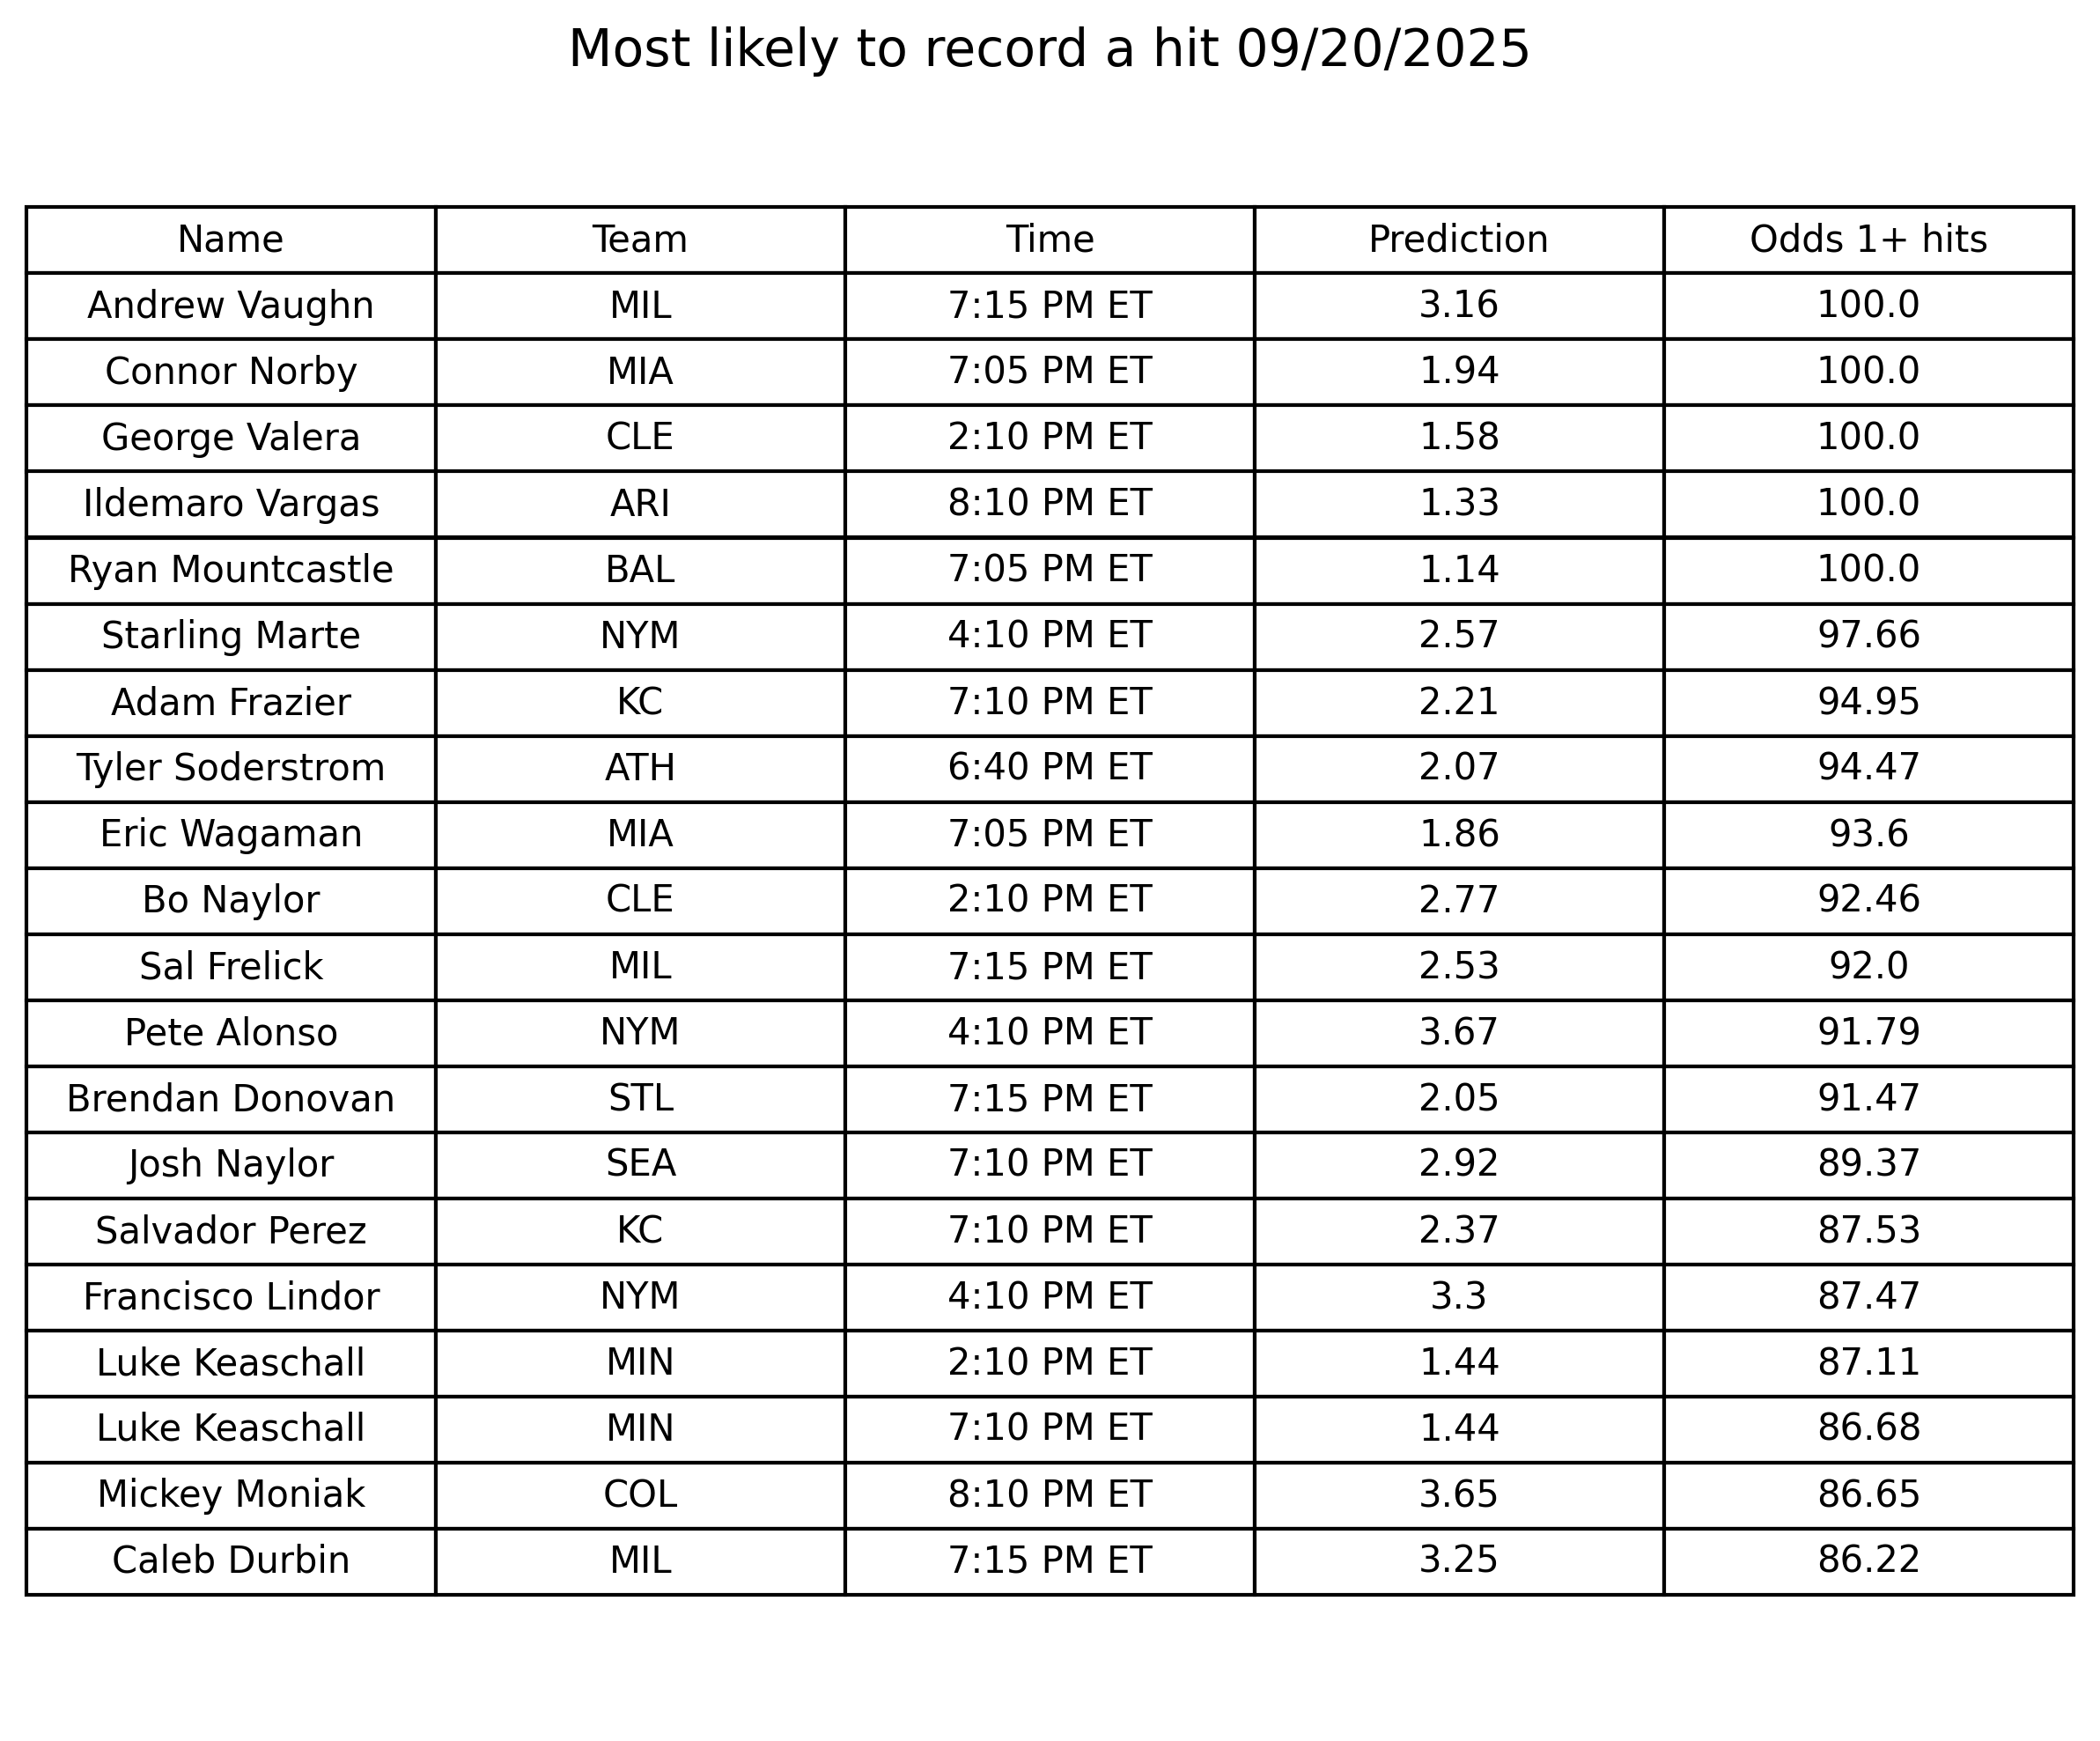 Most likely to record a hit 09/20/2025
Name Team Time Prediction Odds 1+ hits
Andrew Vaughn MIL 7:15 PM ET 3.16 100.0
Connor Norby MIA 7:05 PM ET 1.94 100.0
George Valera CLE 2:10 PM ET 1.58 100.0
Ildemaro Vargas ARI 8:10 PM ET 1.33 100.0
Ryan Mountcastle BAL 7:05 PM ET 1.14 100.0
Starling Marte NYM 4:10 PM ET 2.57 97.66
Adam Frazier KC 7:10 PM ET 2.21 94.95
Tyler Soderstrom ATH 6:40 PM ET 2.07 94.47
Eric Wagaman MIA 7:05 PM ET 1.86 93.6
Bo Naylor CLE 2:10 PM ET 2.77 92.46
Sal Frelick MIL 7:15 PM ET 2.53 92.0
Pete Alonso NYM 4:10 PM ET 3.67 91.79
Brendan Donovan STL 7:15 PM ET 2.05 91.47
Josh Naylor SEA 7:10 PM ET 2.92 89.37
Salvador Perez KC 7:10 PM ET 2.37 87.53
Francisco Lindor NYM 4:10 PM ET 3.3 87.47
Luke Keaschall MIN 2:10 PM ET 1.44 87.11
Luke Keaschall MIN 7:10 PM ET 1.44 86.68
Mickey Moniak COL 8:10 PM ET 3.65 86.65
Caleb Durbin MIL 7:15 PM ET 3.25 86.22